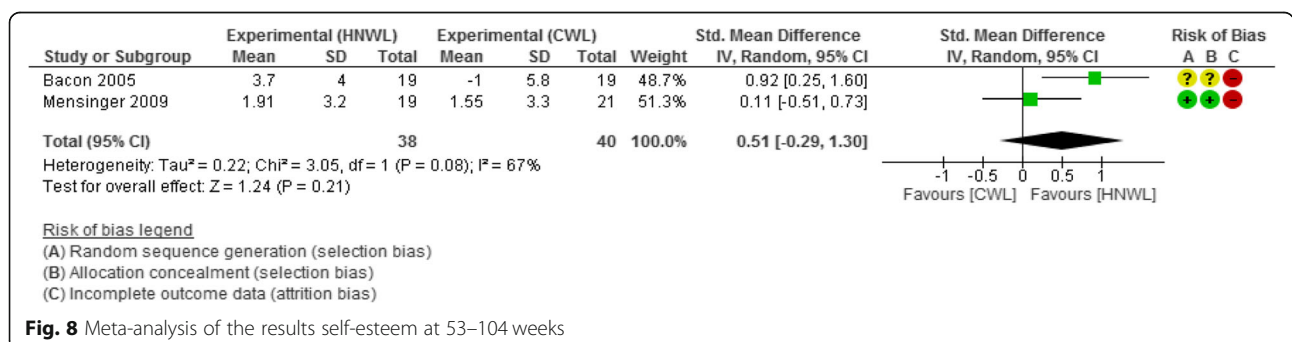 Experimental (HNWL) Experimental (CWL) Std. Mean Difference Std. Mean Difference Risk of Bias
Study or Subgroup Mean SD Total Mean SD Total Weight IV, Random, 95% CI IV, Random, 95% CI A B C
Bacon 2005 3.7 4 19 -1 5.8 19 48.7% 0.92 [0.25, 1.60] ? ? -
Mensinger 2009 1.91 3.2 19 1.55 3.3 21 51.3% 0.11 [-0.51, 0.73] + + -
Total (95% CI) 38 40 100.0% 0.51 [-0.29, 1.30]
Heterogeneity: Tau² = 0.22; Chi² = 3.05, df = 1 (P = 0.08); I² = 67%
Test for overall effect: Z = 1.24 (P = 0.21)
-1 -0.5 0 0.5 1
Favours [CWL] Favours [HNWL]
Risk of bias legend
(A) Random sequence generation (selection bias)
(B) Allocation concealment (selection bias)
(C) Incomplete outcome data (attrition bias)
Fig. 8 Meta-analysis of the results self-esteem at 53–104 weeks